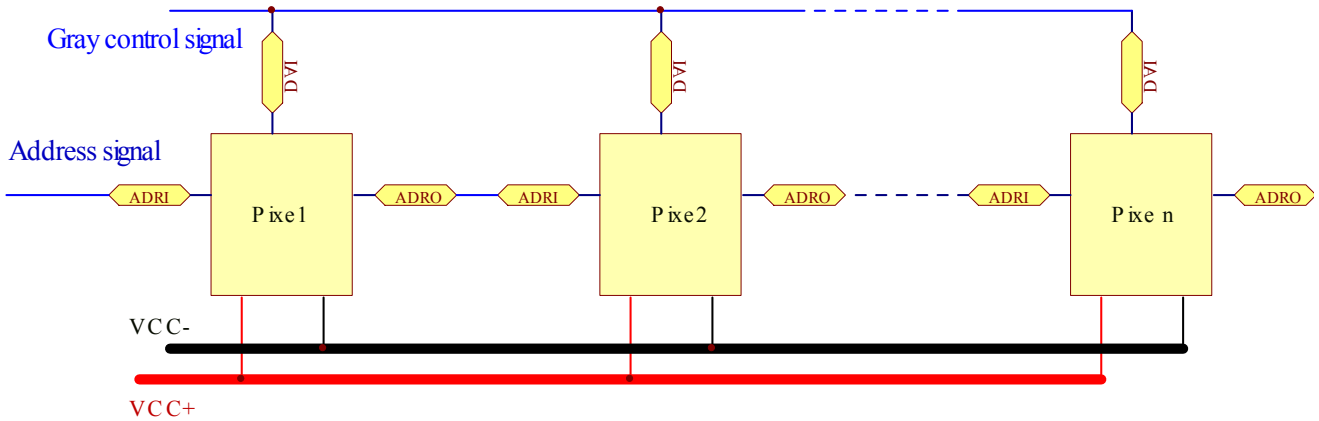 Gray control signal
DAI
DAI
DAI
Address signal
ADRI
Pixe1
ADRO
ADRI
Pixe2
ADRO
ADRI
Pixe n
ADRO
VCC-
VCC+